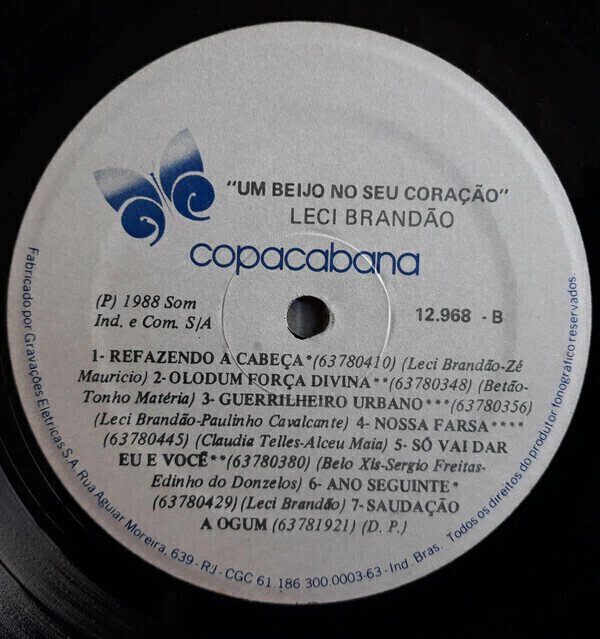 "UM BEIJO NO SEU CORAÇÃO"
LECI BRANDÃO
copacabana
(P) 1988 Som
Ind. e Com. S/A
12.968 - B
1- REFAZENDO A CABEÇA*(63780410) (Leci Brandão-Zé
Mauricio) 2-OLODUM FORÇA DIVINA**(63780348) (Betão-
Tonho Matéria) 3- GUERRILHEIRO URBANO***(63780356)
(Leci Brandão-Paulinho Cavalcante) 4- NOSSA FARSA****
(63780445) (Claudia Telles-Alceu Maia) 5- SÓ VAI DAR
EU E VOCÊ**(63780380) (Belo Xis-Sergio Freitas-
Edinho do Donzelos) 6- ANO SEGUINTE*
(63780429) (Leci Brandão) 7-SAUDAÇÃO
A OGUM (63781921) (D. P.)
Fabricado por Gravações Eletricas S.A. Rua Aguiar Moreira, 639 - RJ - CGC 61.186.300.0003-63 - Ind. Bras. Todos os direitos do produtor fonográfico reservados.